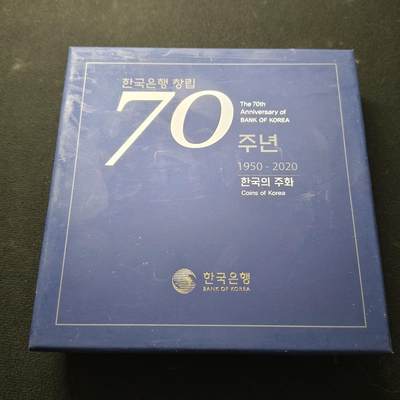 한국은행 창립
70
The 70th
Anniversary of
BANK OF KOREA
주년
1950 - 2020
한국의 주화
Coins of Korea
한국은행
BANK OF KOREA